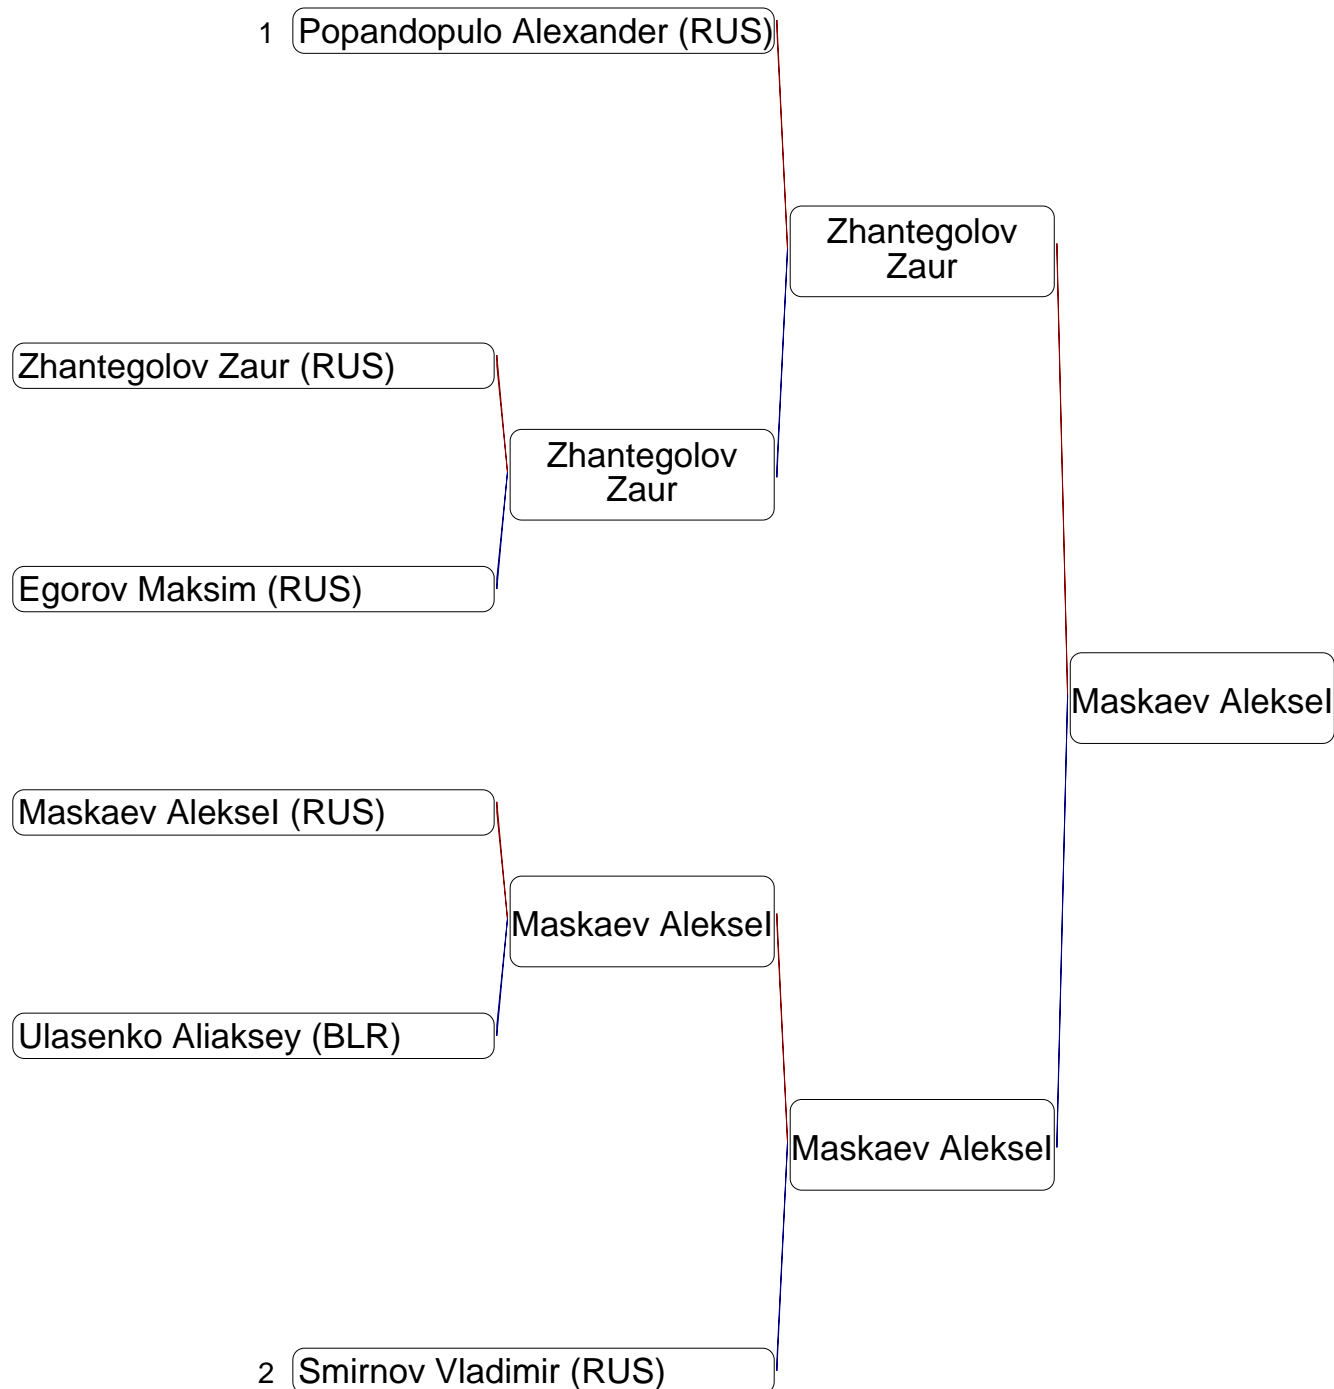 1 Popandopulo Alexander (RUS)
Zhantegolov
Zaur
Zhantegolov Zaur (RUS)
Zhantegolov
Zaur
Egorov Maksim (RUS)
Maskaev AlekseI
Maskaev AlekseI (RUS)
Maskaev AlekseI
Ulasenko Aliaksey (BLR)
Maskaev AlekseI
2 Smirnov Vladimir (RUS)